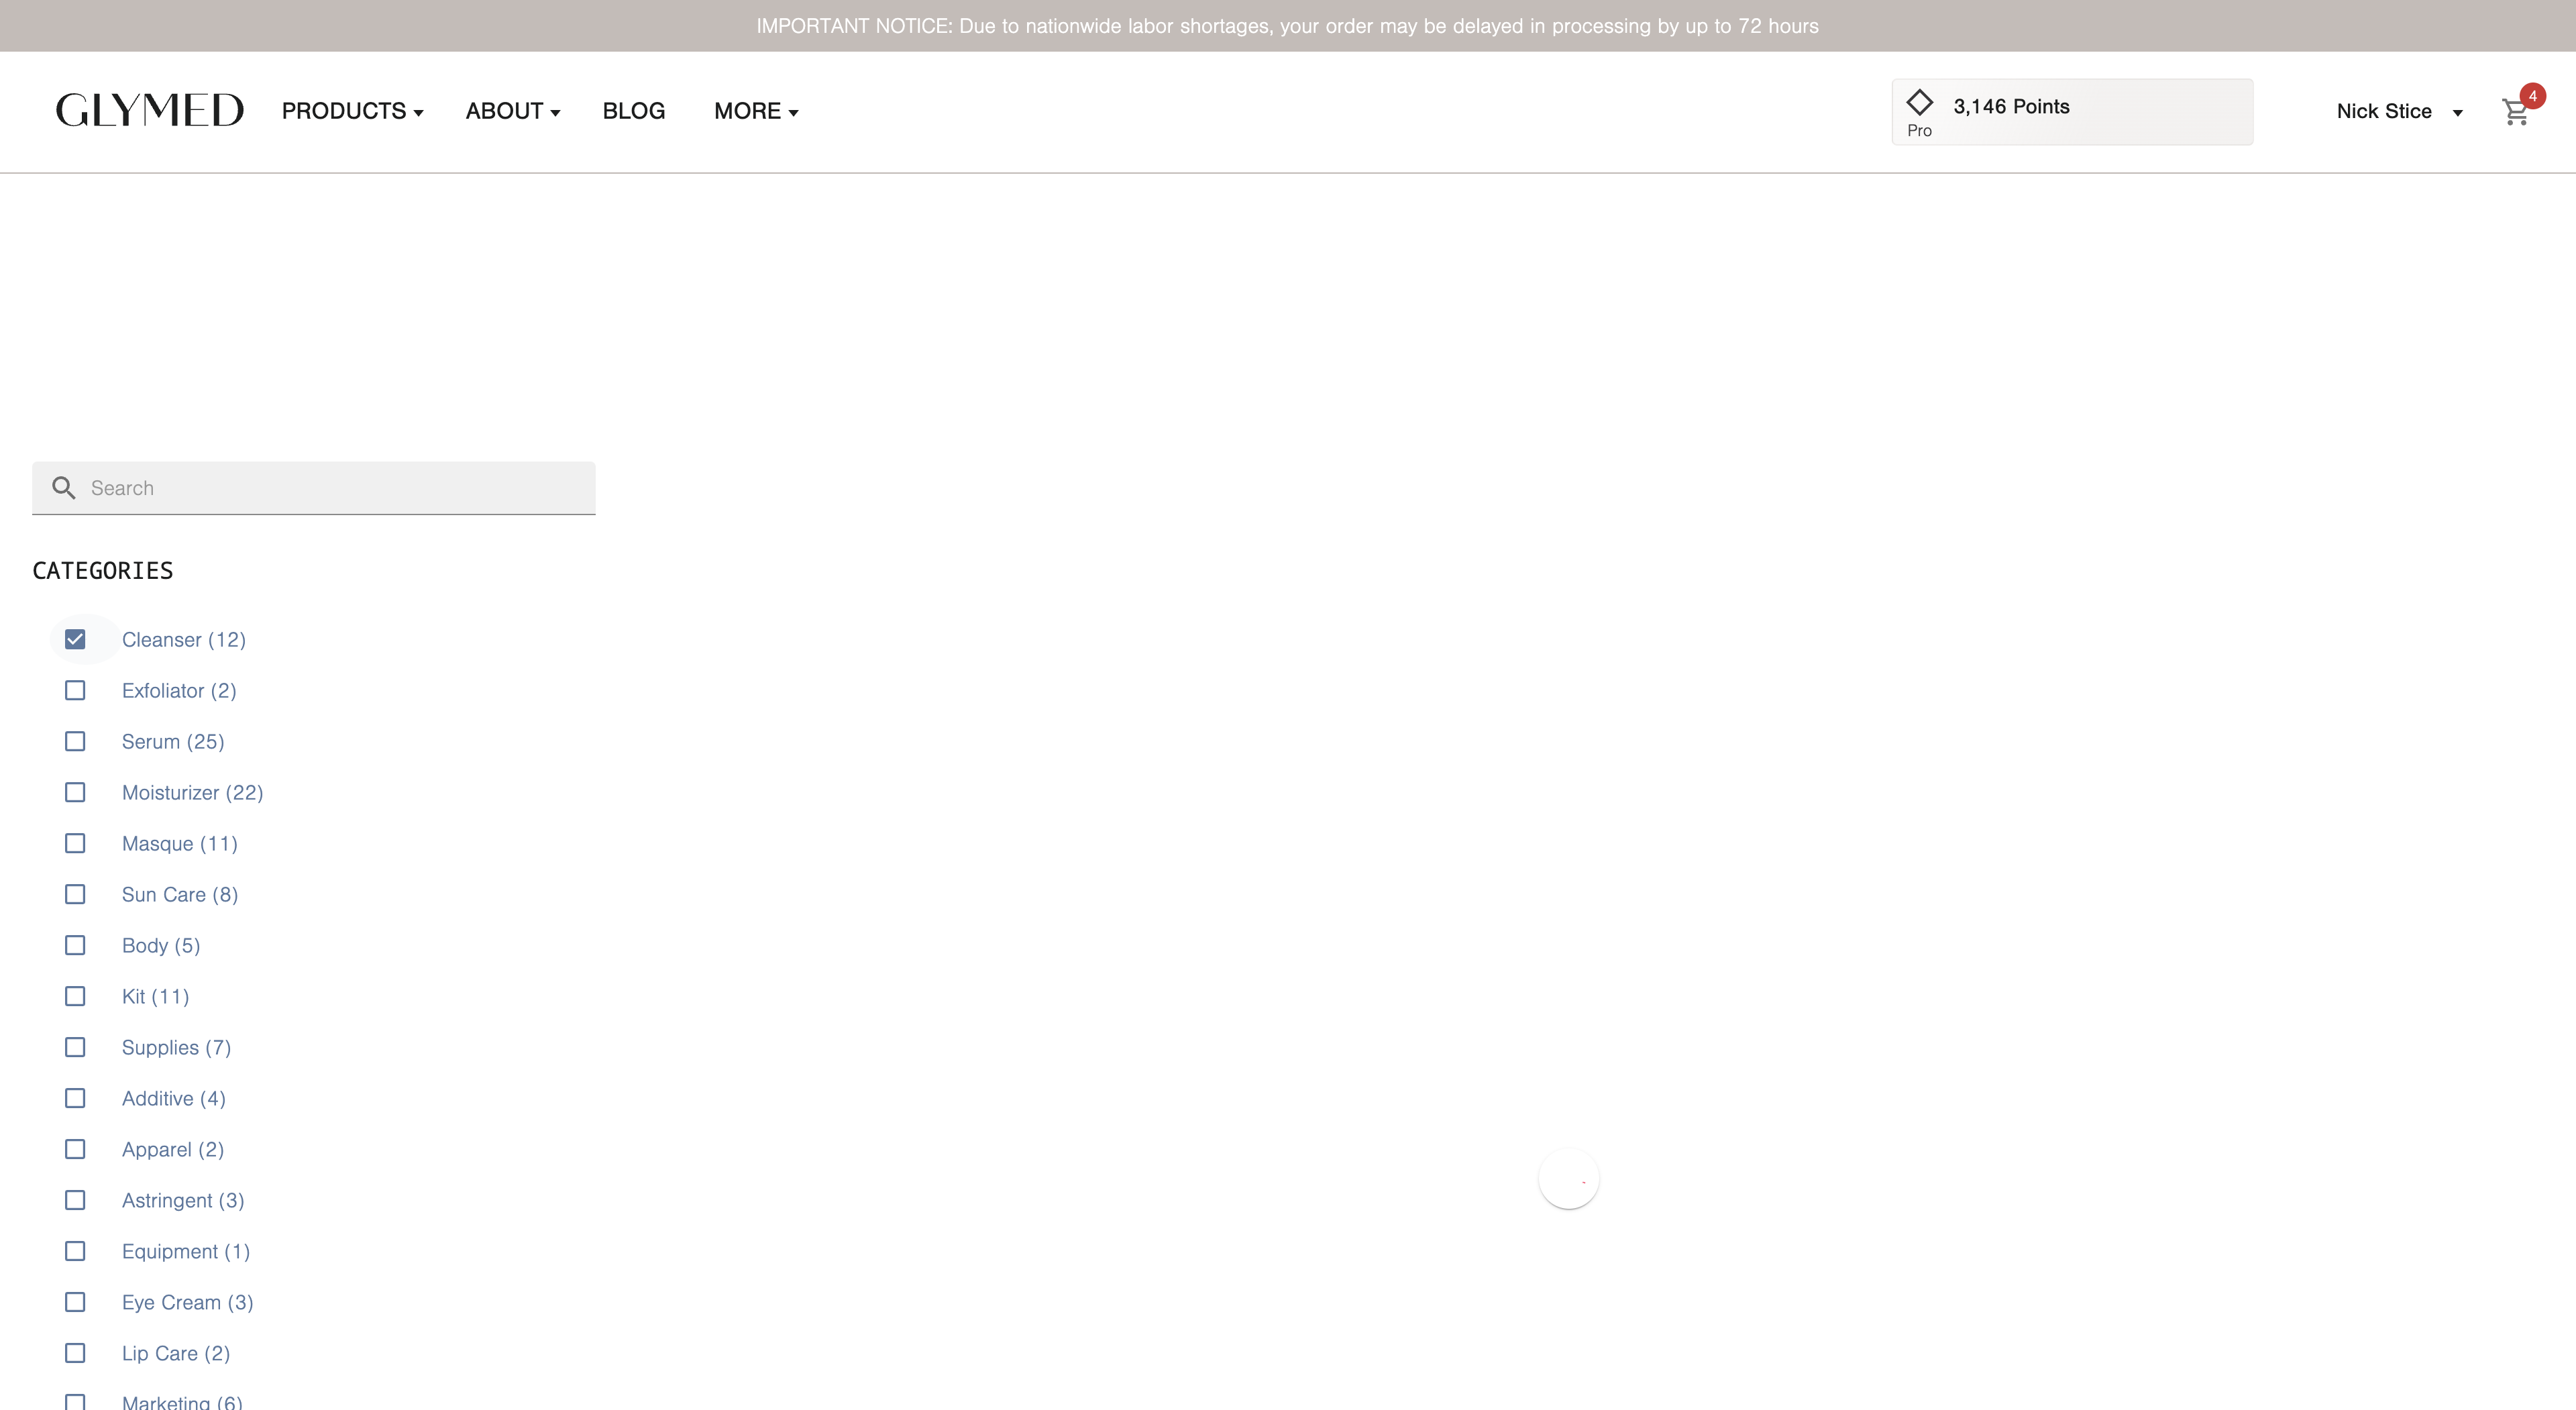 IMPORTANT NOTICE: Due to nationwide labor shortages, your order may be delayed in processing by up to 72 hours
GLYMED PRODUCTS ABOUT BLOG MORE 3,146 Points Pro Nick Stice 4
Search
CATEGORIES
Cleanser (12)
Exfoliator (2)
Serum (25)
Moisturizer (22)
Masque (11)
Sun Care (8)
Body (5)
Kit (11)
Supplies (7)
Additive (4)
Apparel (2)
Astringent (3)
Equipment (1)
Eye Cream (3)
Lip Care (2)
Marketing (6)